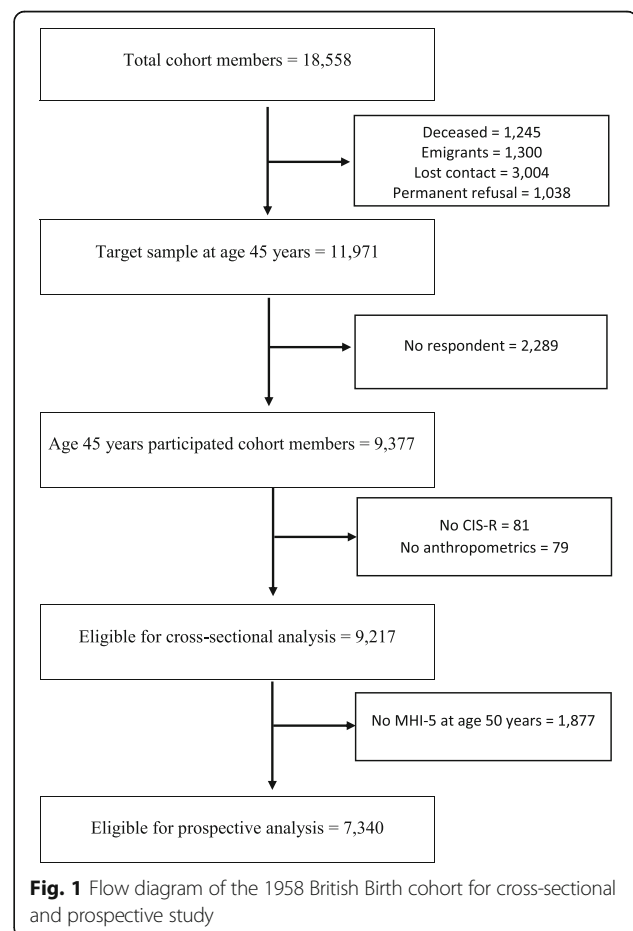 Total cohort members = 18,558
Deceased = 1,245
Emigrants = 1,300
Lost contact = 3,004
Permanent refusal = 1,038
Target sample at age 45 years = 11,971
No respondent = 2,289
Age 45 years participated cohort members = 9,377
No CIS-R = 81
No anthropometrics = 79
Eligible for cross-sectional analysis = 9,217
No MHI-5 at age 50 years = 1,877
Eligible for prospective analysis = 7,340
Fig. 1 Flow diagram of the 1958 British Birth cohort for cross-sectional
and prospective study